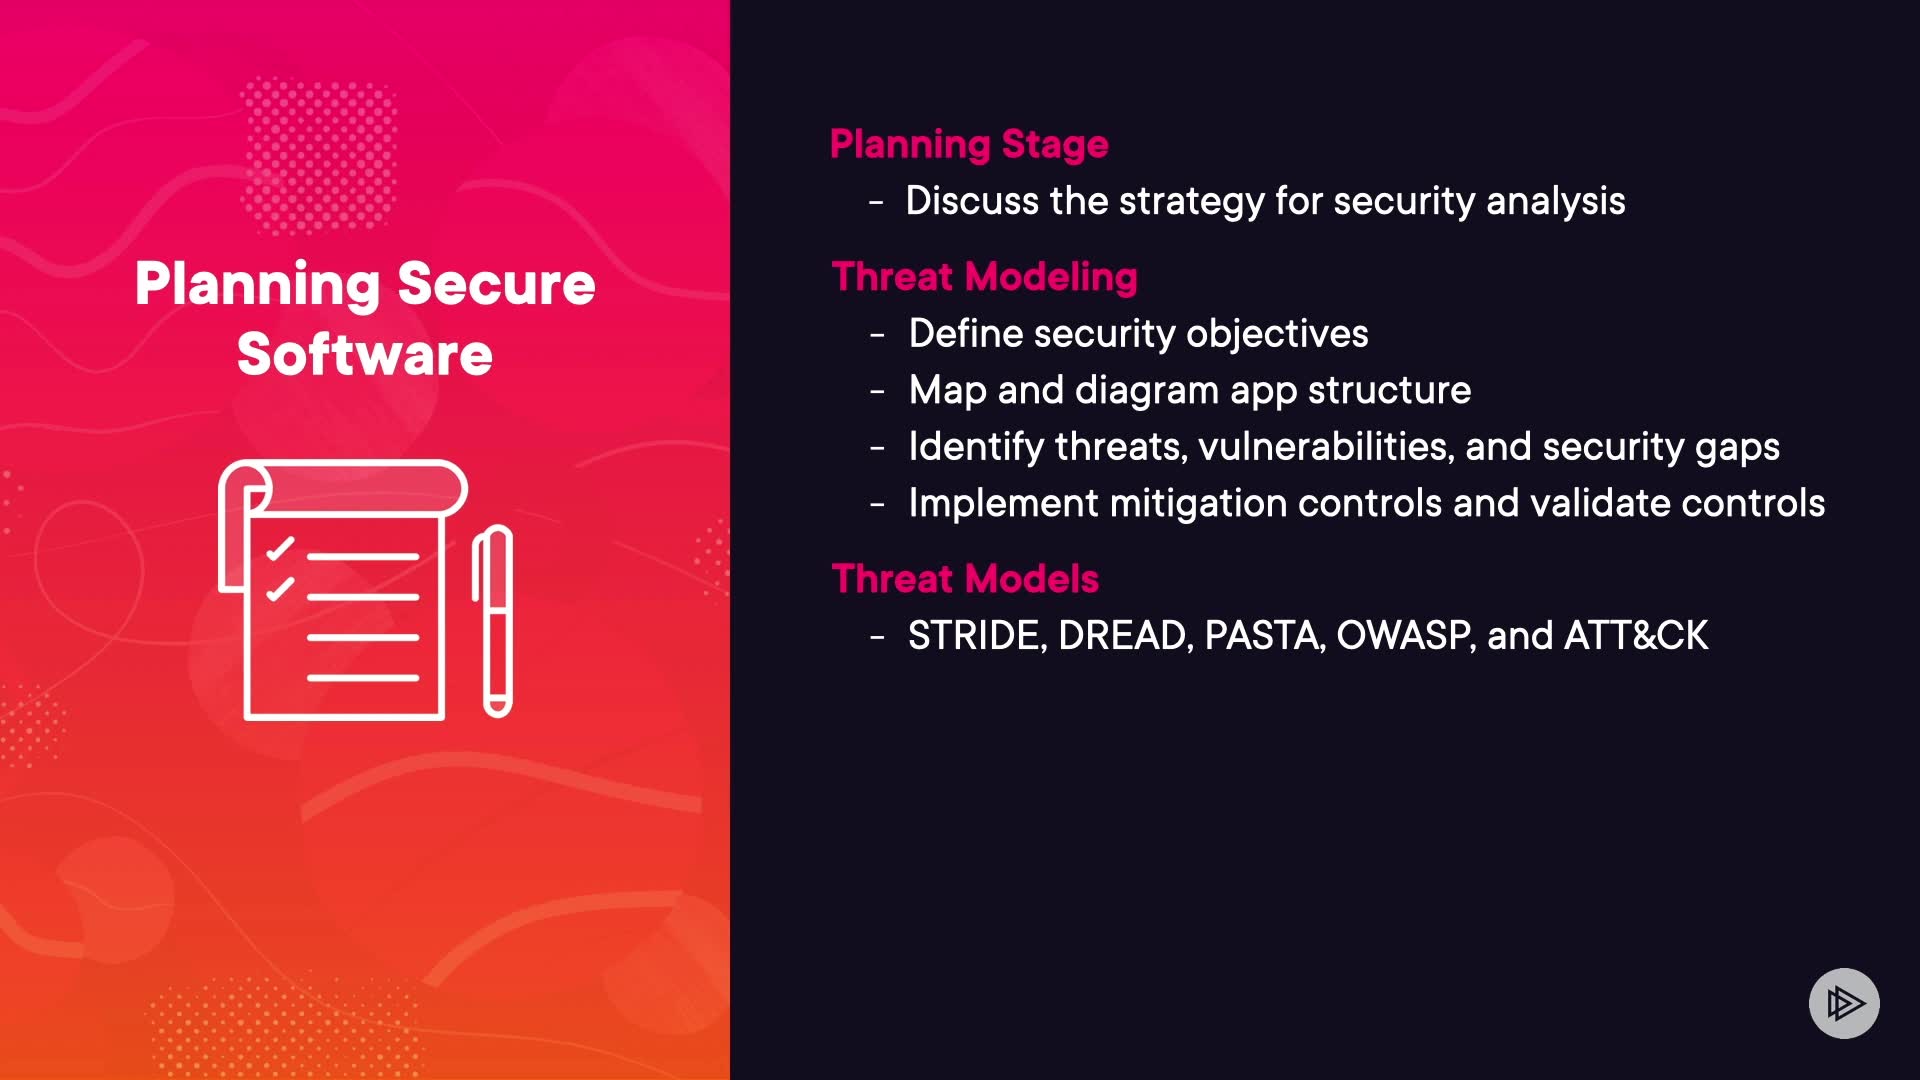 Planning Secure
Software
Planning Stage
- Discuss the strategy for security analysis
Threat Modeling
- Define security objectives
- Map and diagram app structure
- Identify threats, vulnerabilities, and security gaps
- Implement mitigation controls and validate controls
Threat Models
- STRIDE, DREAD, PASTA, OWASP, and ATT&CK